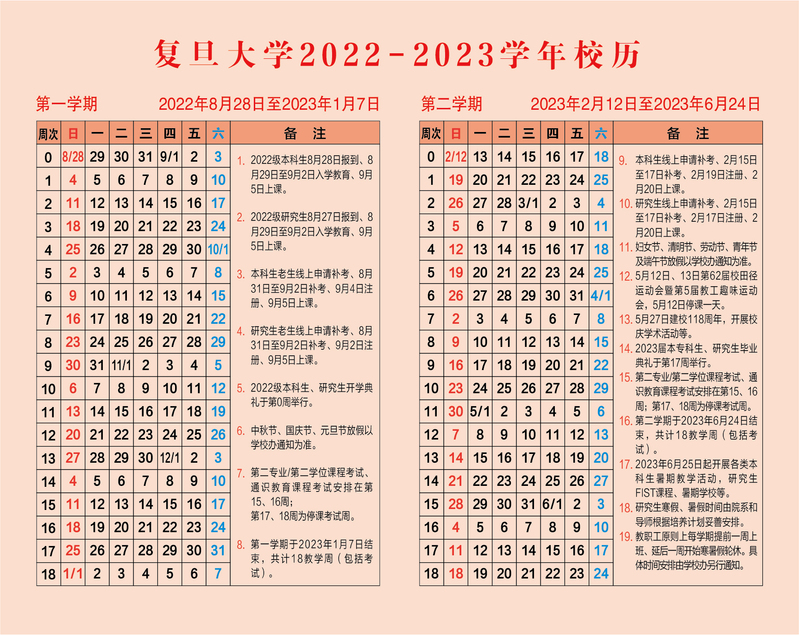 复旦大学2022-2023学年校历
第一学期 2022年8月28日至2023年1月7日
周次 日 一 二 三 四 五 六 备 注
0 8/28 29 30 31 9/1 2 3
1 4 5 6 7 8 9 10
2 11 12 13 14 15 16 17
3 18 19 20 21 22 23 24
4 25 26 27 28 29 30 10/1
5 2 3 4 5 6 7 8
6 9 10 11 12 13 14 15
7 16 17 18 19 20 21 22
8 23 24 25 26 27 28 29
9 30 31 11/1 2 3 4 5
10 6 7 8 9 10 11 12
11 13 14 15 16 17 18 19
12 20 21 22 23 24 25 26
13 27 28 29 30 12/1 2 3
14 4 5 6 7 8 9 10
15 11 12 13 14 15 16 17
16 18 19 20 21 22 23 24
17 25 26 27 28 29 30 31
18 1/1 2 3 4 5 6 7
1. 2022级本科生8月28日报到、8
月29日至9月2日入学教育、9月
5日上课。
2. 2022级研究生8月27日报到、8
月29日至9月2日入学教育、9月
5日上课。
3. 本科生老生线上申请补考、8月
31日至9月2日补考、9月4日注
册、9月5日上课。
4. 研究生老生线上申请补考、8月
31日至9月2日补考、9月2日注
册、9月5日上课。
5. 2022级本科生、研究生开学典
礼于第0周举行。
6. 中秋节、国庆节、元旦节放假以
学校办通知为准。
7. 第二专业/第二学位课程考试、
通识教育课程考试安排在第
15、16周；
第17、18周为停课考试周。
8. 第一学期于2023年1月7日结
束，共计18教学周（包括考
试）。
第二学期 2023年2月12日至2023年6月24日
周次 日 一 二 三 四 五 六 备 注
0 2/12 13 14 15 16 17 18
1 19 20 21 22 23 24 25
2 26 27 28 3/1 2 3 4
3 5 6 7 8 9 10 11
4 12 13 14 15 16 17 18
5 19 20 21 22 23 24 25
6 26 27 28 29 30 31 4/1
7 2 3 4 5 6 7 8
8 9 10 11 12 13 14 15
9 16 17 18 19 20 21 22
10 23 24 25 26 27 28 29
11 30 5/1 2 3 4 5 6
12 7 8 9 10 11 12 13
13 14 15 16 17 18 19 20
14 21 22 23 24 25 26 27
15 28 29 30 31 6/1 2 3
16 4 5 6 7 8 9 10
17 11 12 13 14 15 16 17
18 18 19 20 21 22 23 24
9. 本科生线上申请补考、2月15日
至17日补考、2月19日注册、2
月20日上课。
10. 研究生线上申请补考、2月15日
至17日补考、2月17日注册、2
月20日上课。
11. 妇女节、清明节、劳动节、青年节
及端午节放假以学校办通知为准。
12. 5月12日、13日第62届校田径
运动会暨第5届教工趣味运动
会，5月12日停课一天。
13. 5月27日建校118周年，开展校
庆学术活动等。
14. 2023届本专科生、研究生毕业
典礼于第17周举行。
15. 第二专业/第二学位课程考试、通
识教育课程考试安排在第15、16
周；第17、18周为停课考试周。
16. 第二学期于2023年6月24日结
束，共计18教学周（包括考
试）。
17. 2023年6月25日起开展各类本
科生暑期教学活动，研究生
FIST课程、暑期学校等。
18. 研究生寒假、暑假时间由院系和
导师根据培养计划妥善安排。
19. 教职工原则上每学期提前一周上
班、延后一周开始寒暑假轮休。具
体时间安排由学校办另行通知。